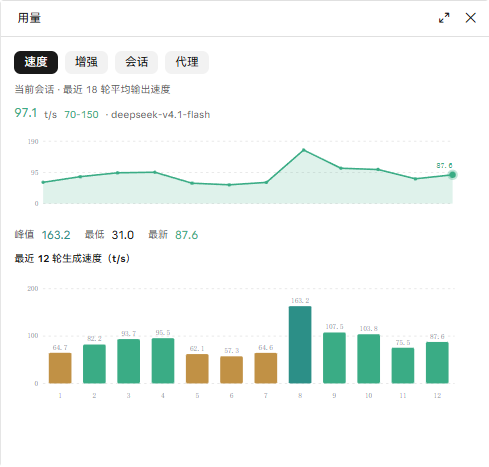 用量
速度 增强 会话 代理
当前会话 · 最近 18 轮平均输出速度
97.1 t/s 70-150 · deepseek-v4.1-flash
190
87.6
95
0
峰值 163.2 最低 31.0 最新 87.6
最近 12 轮生成速度（t/s）
200
163.2
107.5 103.8
100
93.7 95.5
82.2 87.6
75.5
64.7 62.1 57.3 64.6
0
1 2 3 4 5 6 7 8 9 10 11 12